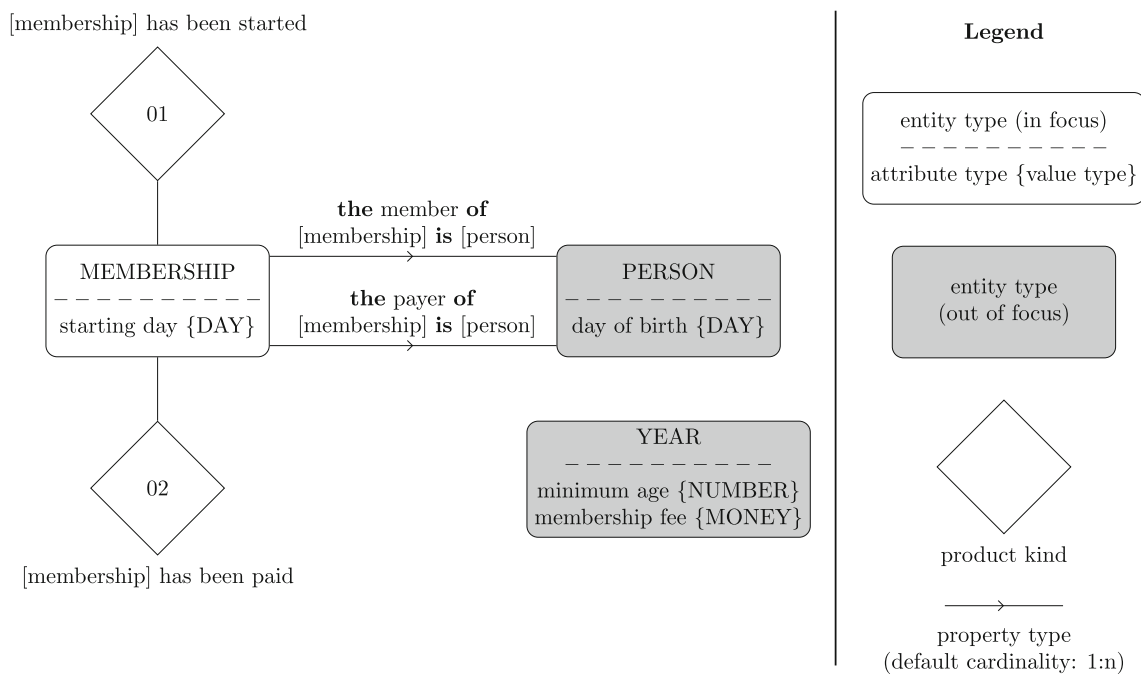 [membership] has been started
01
the member of
[membership] is [person]
MEMBERSHIP
starting day {DAY}
the payer of
[membership] is [person]
PERSON
day of birth {DAY}
02
[membership] has been paid
YEAR
minimum age {NUMBER}
membership fee {MONEY}
Legend
entity type (in focus)
attribute type {value type}
entity type
(out of focus)
product kind
property type
(default cardinality: 1:n)